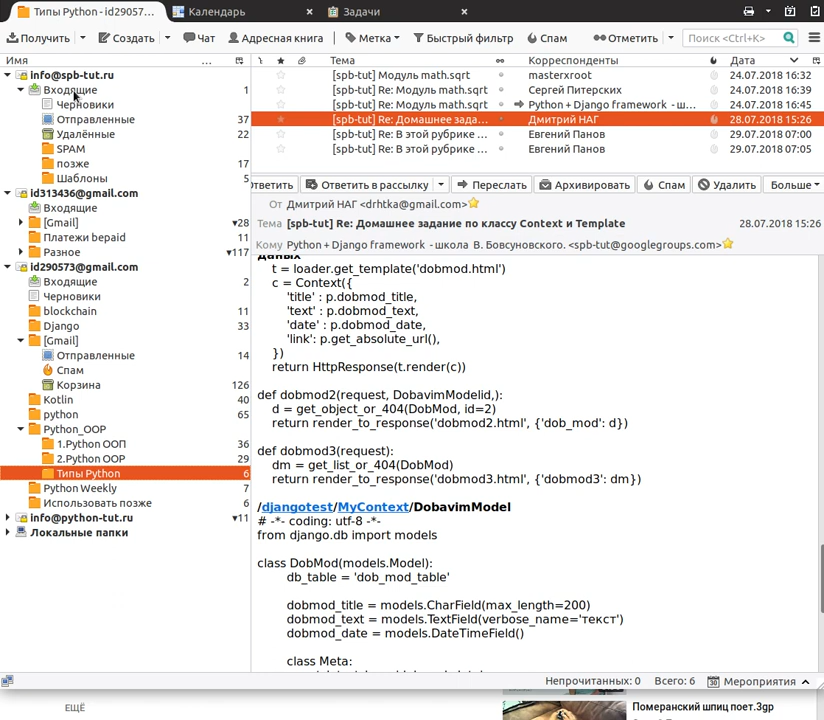 Типы Python - id29057…
Календарь
Задачи
Получить
Создать
Чат
Адресная книга
Метка
Быстрый фильтр
Спам
Отметить
Поиск <Ctrl+K>
Имя
Тема
Корреспонденты
Дата
info@spb-tut.ru
Входящие 1
Черновики
Отправленные 37
Удалённые 22
SPAM
позже 17
Шаблоны 5
id313436@gmail.com
Входящие
[Gmail] ▾28
Платежи bepaid 11
Разное ▾117
id290573@gmail.com
Входящие 2
Черновики
blockchain 11
Django 33
[Gmail]
Отправленные 14
Спам
Корзина 126
Kotlin 40
python 65
Python_OOP
1.Python ООП 36
2.Python OOP 29
Типы Python 6
Python Weekly 7
Использовать позже 6
info@python-tut.ru ▾11
Локальные папки
[spb-tut] Модуль math.sqrt masterxroot 24.07.2018 16:32
[spb-tut] Re: Модуль math.sqrt Сергей Питерских 24.07.2018 16:39
[spb-tut] Re: Модуль math.sqrt Python + Django framework - ш… 24.07.2018 16:45
[spb-tut] Re: Домашнее зада… Дмитрий НАГ 28.07.2018 15:26
[spb-tut] Re: В этой рубрике … Евгений Панов 29.07.2018 07:00
[spb-tut] Re: В этой рубрике … Евгений Панов 29.07.2018 07:05
тветить
Ответить в рассылку
Переслать
Архивировать
Спам
Удалить
Больше
От Дмитрий НАГ <drhtka@gmail.com>
Тема [spb-tut] Re: Домашнее задание по классу Context и Template 28.07.2018 15:26
Кому Python + Django framework - школа В. Бовсуновского. <spb-tut@googlegroups.com>
даных
t = loader.get_template('dobmod.html')
c = Context({
'title' : p.dobmod_title,
'text' : p.dobmod_text,
'date' : p.dobmod_date,
'link': p.get_absolute_url(),
})
return HttpResponse(t.render(c))
def dobmod2(request, DobavimModelid,):
d = get_object_or_404(DobMod, id=2)
return render_to_response('dobmod2.html', {'dob_mod': d})
def dobmod3(request):
dm = get_list_or_404(DobMod)
return render_to_response('dobmod3.html', {'dobmod3': dm})
/djangotest/MyContext/DobavimModel
# -*- coding: utf-8 -*-
from django.db import models
class DobMod(models.Model):
db_table = 'dob_mod_table'
dobmod_title = models.CharField(max_length=200)
dobmod_text = models.TextField(verbose_name='текст')
dobmod_date = models.DateTimeField()
class Meta:
Непрочитанных: 0 Всего: 6 Мероприятия
ЕЩЁ
Померанский шпиц поет.3gp